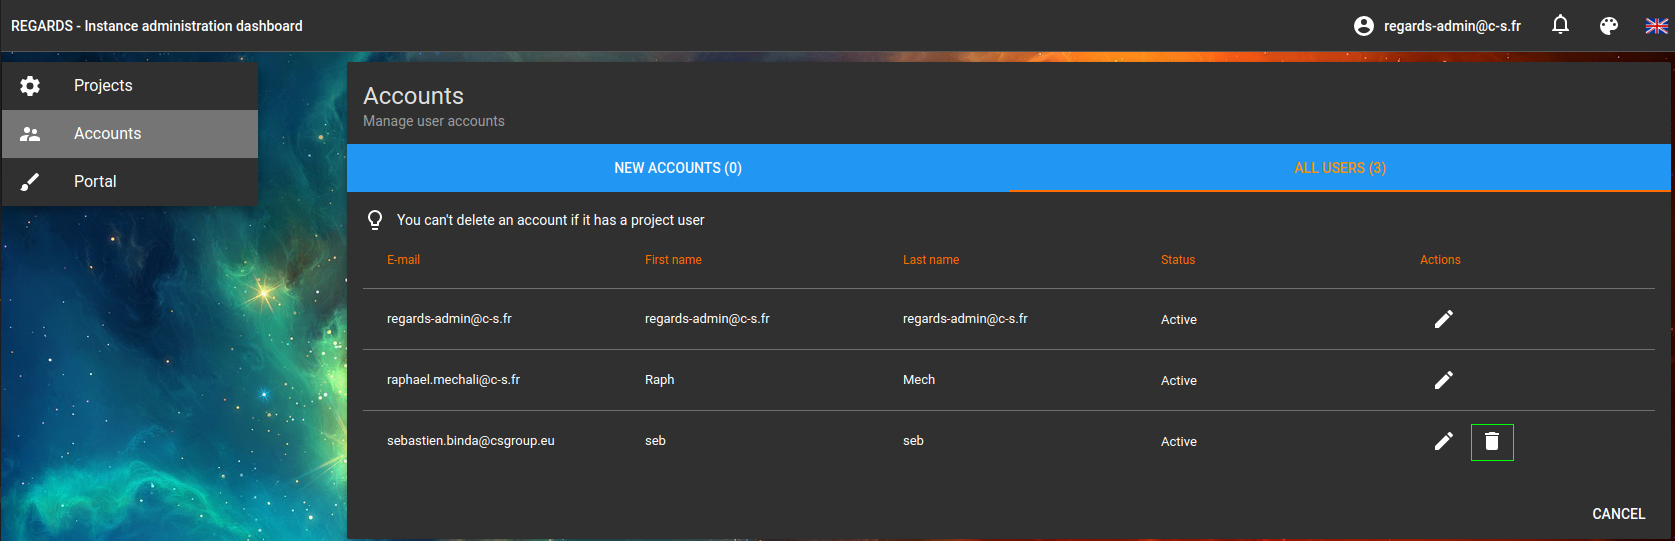 REGARDS - Instance administration dashboard
regards-admin@c-s.fr
Projects
Accounts
Portal
Accounts
Manage user accounts
NEW ACCOUNTS (0)
ALL USERS (3)
You can't delete an account if it has a project user
E-mail First name Last name Status Actions
regards-admin@c-s.fr regards-admin@c-s.fr regards-admin@c-s.fr Active
raphael.mechali@c-s.fr Raph Mech Active
sebastien.binda@csgroup.eu seb seb Active
CANCEL